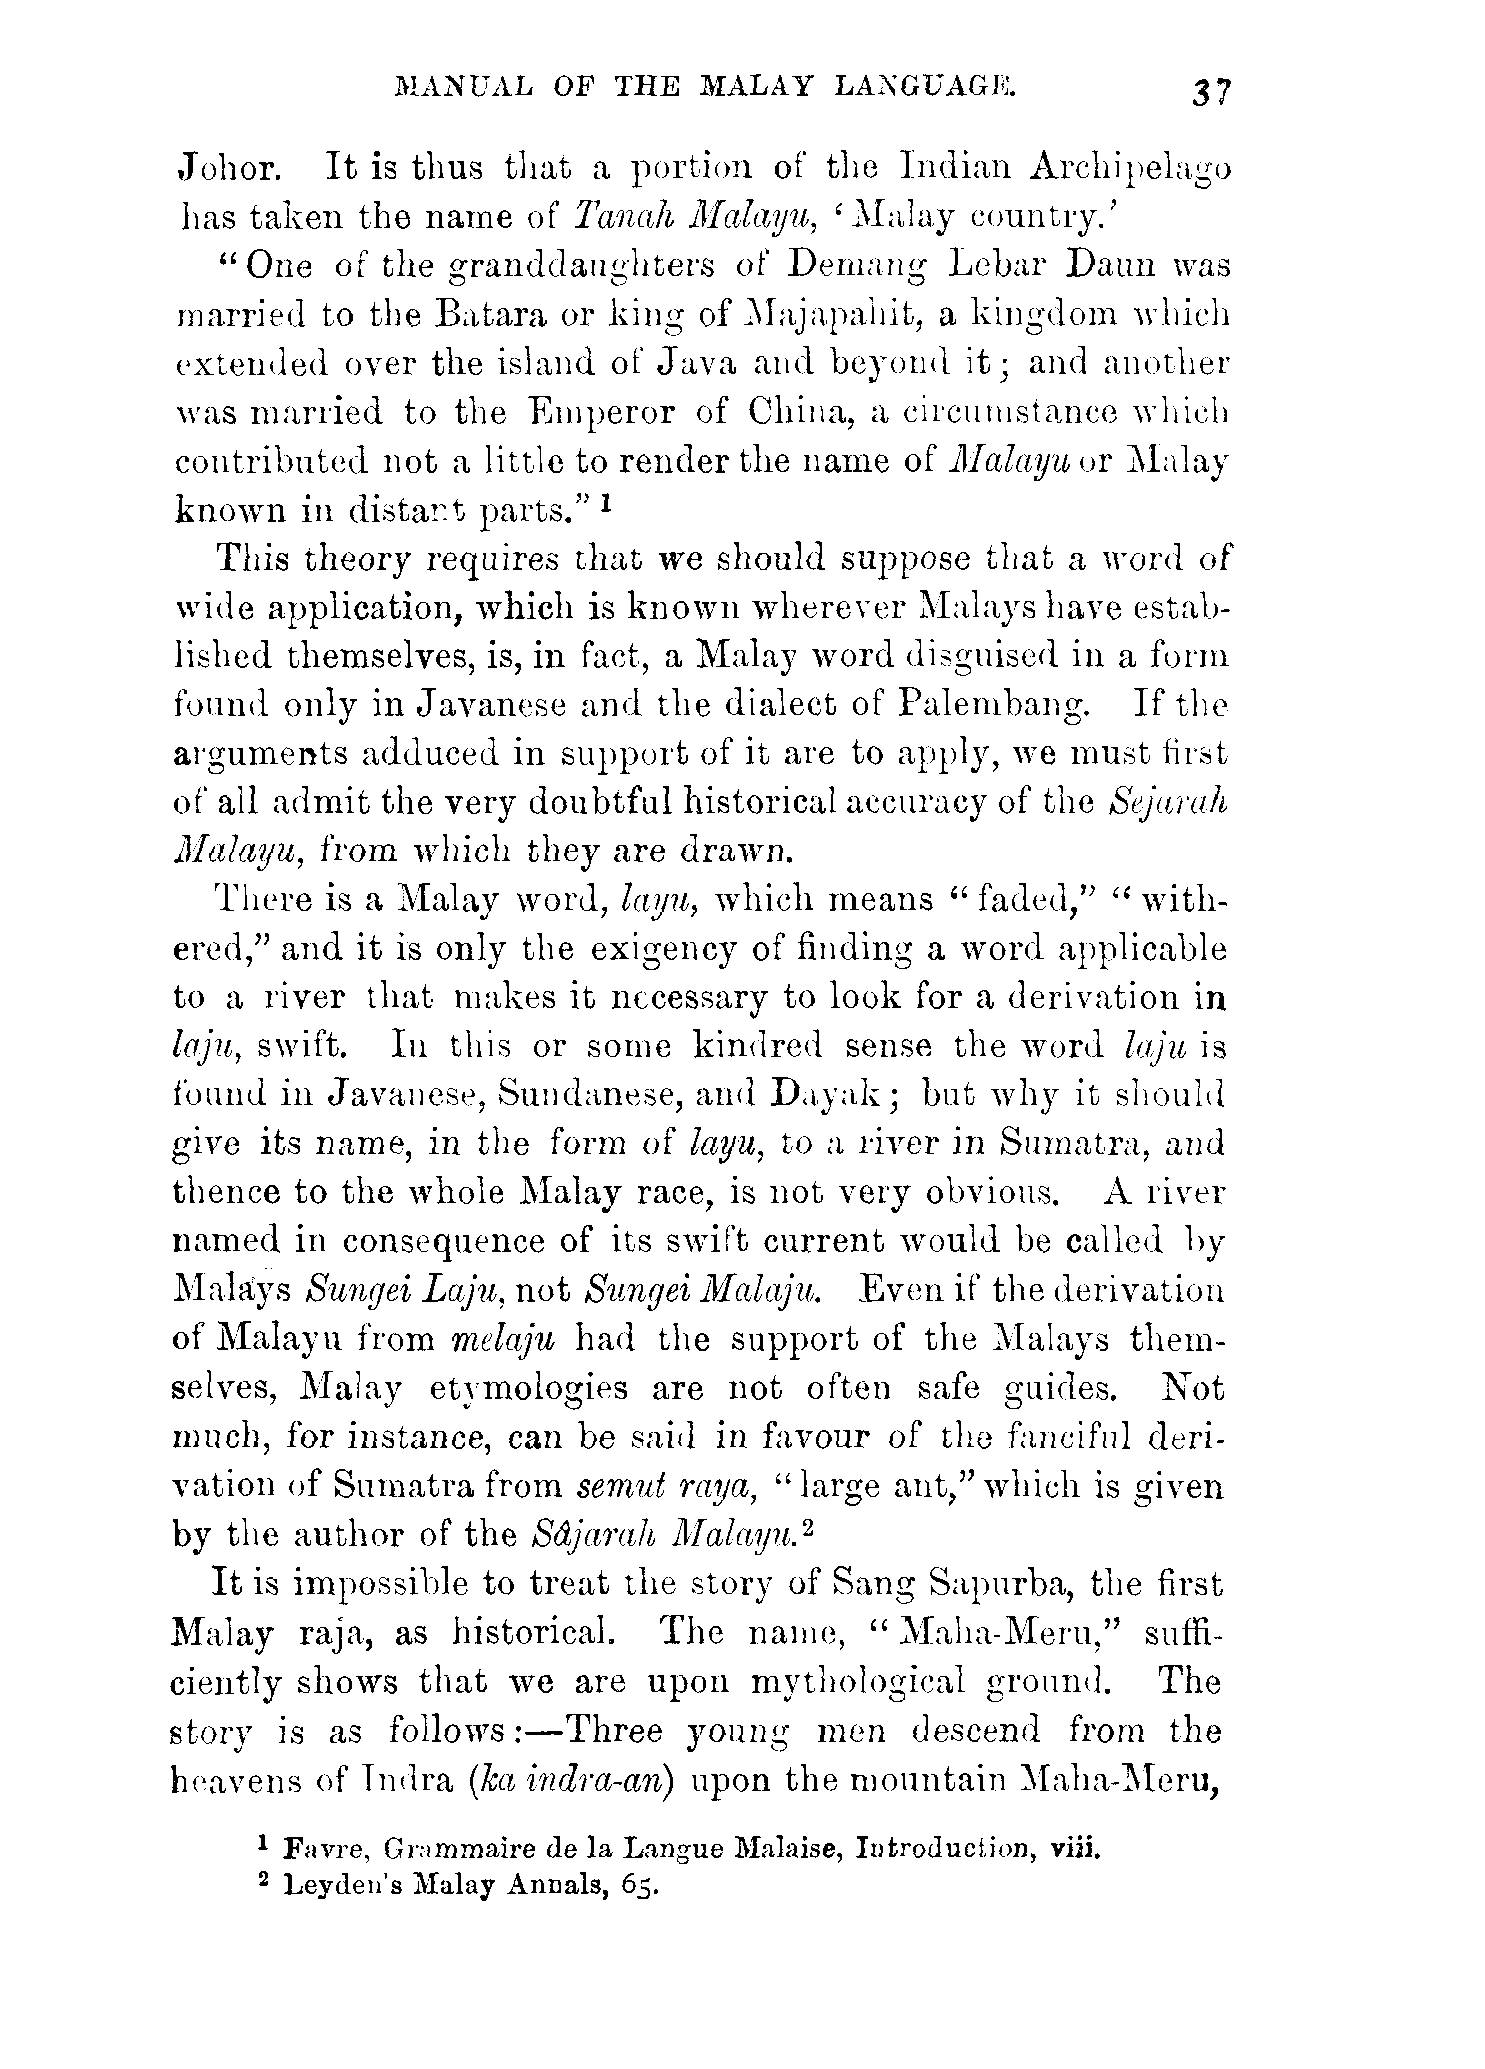 MANUAL OF THE MALAY LANGUAGE. 37
Johor. It is thus that a portion of the Indian Archipelago
has taken the name of Tanah Malayu, ‘Malay country.’
“One of the granddaughters of Demang Lebar Daun was
married to the Batara or king of Majapahit, a kingdom which
extended over the island of Java and beyond it; and another
was married to the Emperor of China, a circumstance which
contributed not a little to render the name of Malayu or Malay
known in distant parts.” 1
This theory requires that we should suppose that a word of
wide application, which is known wherever Malays have estab-
lished themselves, is, in fact, a Malay word disguised in a form
found only in Javanese and the dialect of Palembang. If the
arguments adduced in support of it are to apply, we must first
of all admit the very doubtful historical accuracy of the Sejarah
Malayu, from which they are drawn.
There is a Malay word, layu, which means “faded,” “with-
ered,” and it is only the exigency of finding a word applicable
to a river that makes it necessary to look for a derivation in
laju, swift. In this or some kindred sense the word laju is
found in Javanese, Sundanese, and Dayak; but why it should
give its name, in the form of layu, to a river in Sumatra, and
thence to the whole Malay race, is not very obvious. A river
named in consequence of its swift current would be called by
Malays Sungei Laju, not Sungei Malaju. Even if the derivation
of Malayu from melaju had the support of the Malays them-
selves, Malay etymologies are not often safe guides. Not
much, for instance, can be said in favour of the fanciful deri-
vation of Sumatra from semut raya, “large ant,” which is given
by the author of the Sâjarah Malayu.2
It is impossible to treat the story of Sang Sapurba, the first
Malay raja, as historical. The name, “Maha-Meru,” suffi-
ciently shows that we are upon mythological ground. The
story is as follows:—Three young men descend from the
heavens of Indra (ka indra-an) upon the mountain Maha-Meru,
1 Favre, Grammaire de la Langue Malaise, Introduction, viii.
2 Leyden's Malay Annals, 65.